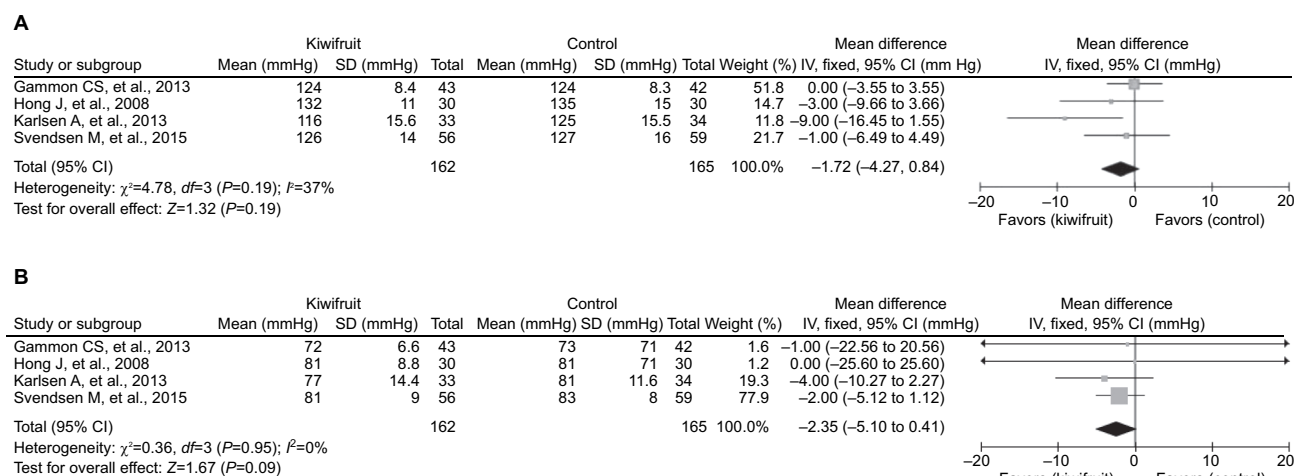 A
Kiwifruit Control Mean difference Mean difference
Study or subgroup Mean (mmHg) SD (mmHg) Total Mean (mmHg) SD (mmHg) Total Weight (%) IV, fixed, 95% CI (mm Hg) IV, fixed, 95% CI (mmHg)
Gammon CS, et al., 2013 124 8.4 43 124 8.3 42 51.8 0.00 (–3.55 to 3.55)
Hong J, et al., 2008 132 11 30 135 15 30 14.7 –3.00 (–9.66 to 3.66)
Karlsen A, et al., 2013 116 15.6 33 125 15.5 34 11.8 –9.00 (–16.45 to 1.55)
Svendsen M, et al., 2015 126 14 56 127 16 59 21.7 –1.00 (–6.49 to 4.49)
Total (95% CI) 162 165 100.0% –1.72 (–4.27, 0.84)
Heterogeneity: χ²=4.78, df=3 (P=0.19); I²=37%
Test for overall effect: Z=1.32 (P=0.19)
–20 –10 0 10 20
Favors (kiwifruit) Favors (control)
B
Kiwifruit Control Mean difference Mean difference
Study or subgroup Mean (mmHg) SD (mmHg) Total Mean (mmHg) SD (mmHg) Total Weight (%) IV, fixed, 95% CI (mmHg) IV, fixed, 95% CI (mmHg)
Gammon CS, et al., 2013 72 6.6 43 73 71 42 1.6 –1.00 (–22.56 to 20.56)
Hong J, et al., 2008 81 8.8 30 81 71 30 1.2 0.00 (–25.60 to 25.60)
Karlsen A, et al., 2013 77 14.4 33 81 11.6 34 19.3 –4.00 (–10.27 to 2.27)
Svendsen M, et al., 2015 81 9 56 83 8 59 77.9 –2.00 (–5.12 to 1.12)
Total (95% CI) 162 165 100.0% –2.35 (–5.10 to 0.41)
Heterogeneity: χ²=0.36, df=3 (P=0.95); I²=0%
Test for overall effect: Z=1.67 (P=0.09)
–20 –10 0 10 20
Favors (kiwifruit) Favors (control)